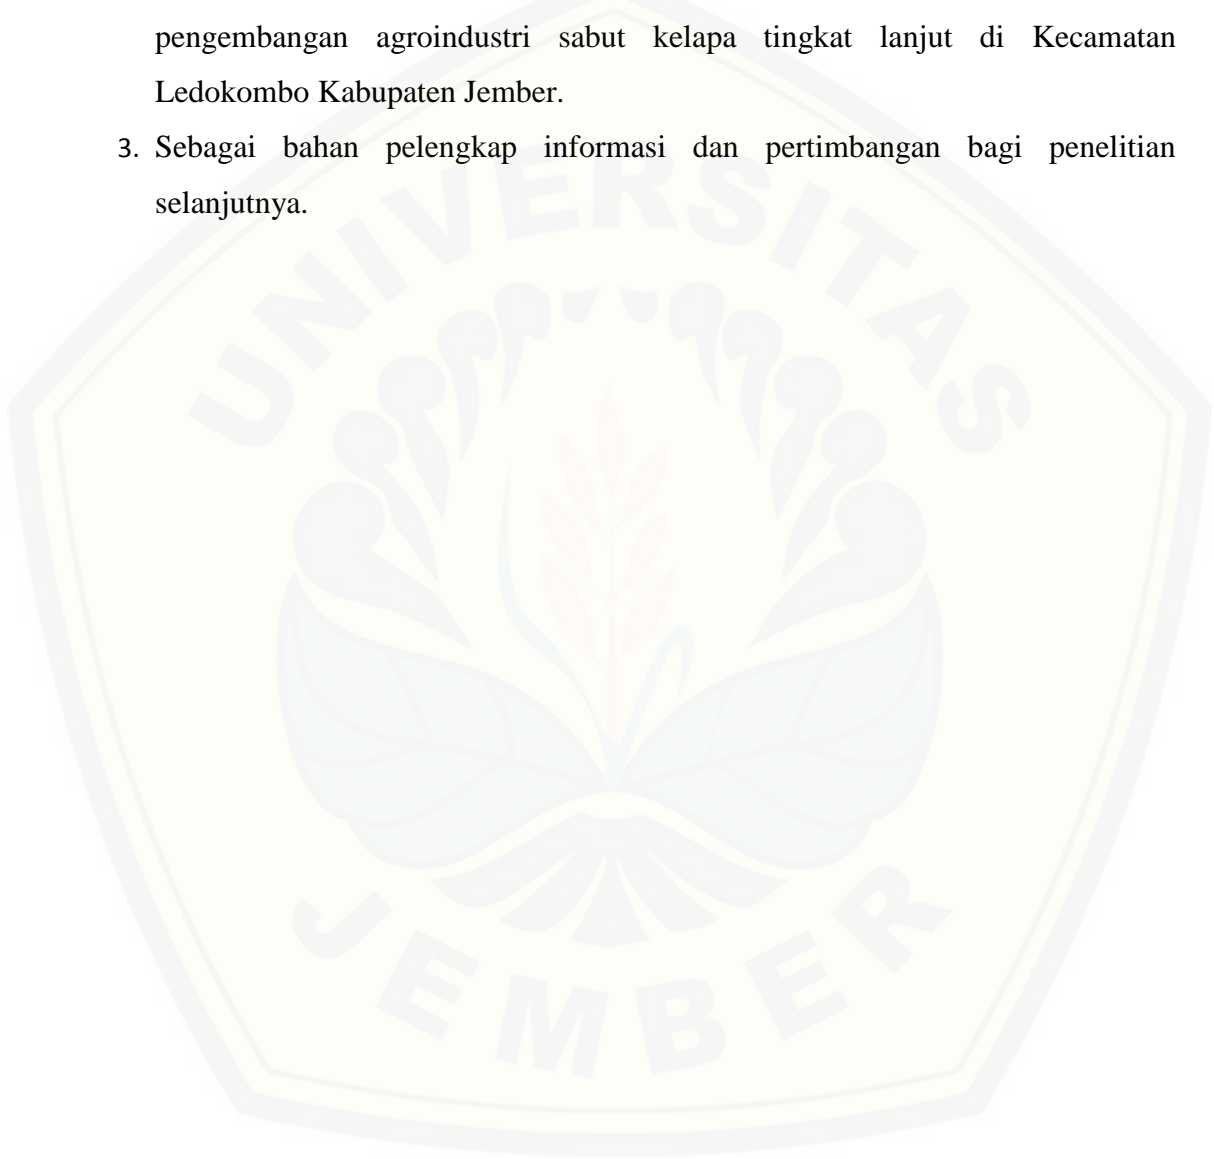 pengembangan agroindustri sabut kelapa tingkat lanjut di Kecamatan
Ledokombo Kabupaten Jember.
3. Sebagai bahan pelengkap informasi dan pertimbangan bagi penelitian
selanjutnya.
UNIVERSITAS
JEMBER